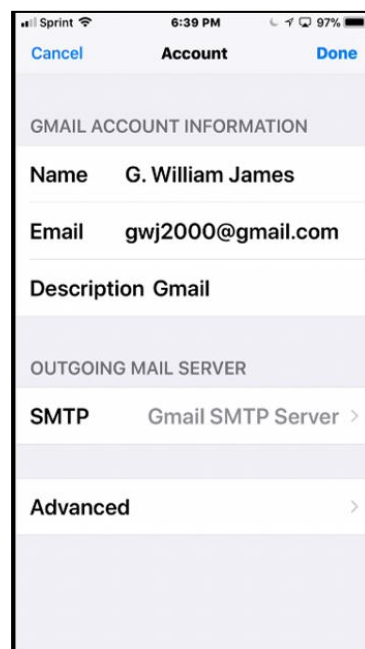 Sprint 6:39 PM 97%
Cancel Account Done
GMAIL ACCOUNT INFORMATION
Name G. William James
Email gwj2000@gmail.com
Description Gmail
OUTGOING MAIL SERVER
SMTP Gmail SMTP Server >
Advanced >